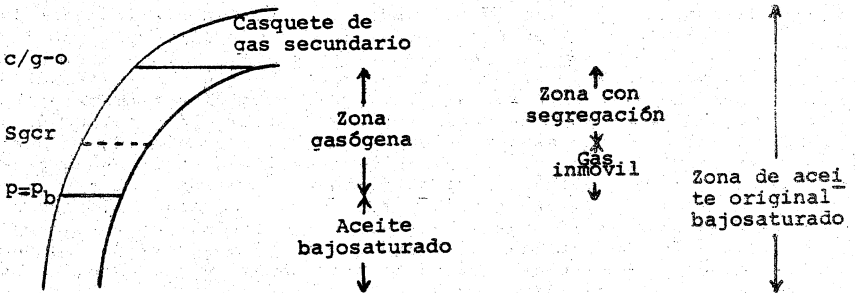 Casquete de
gas secundario
c/g-o
Sgcr
p=pb
Zona
gasógena
Aceite
bajosaturado
Zona con
segregación
Gas
inmóvil
Zona de acei
te original
bajosaturado